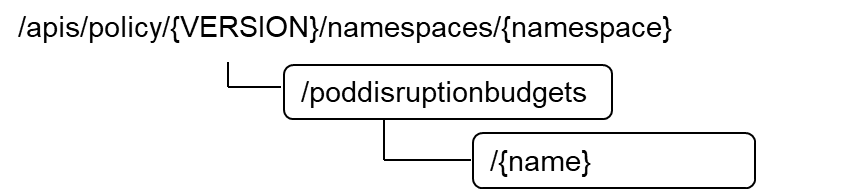 /apis/policy/{VERSION}/namespaces/{namespace}
/poddisruptionbudgets
/{name}